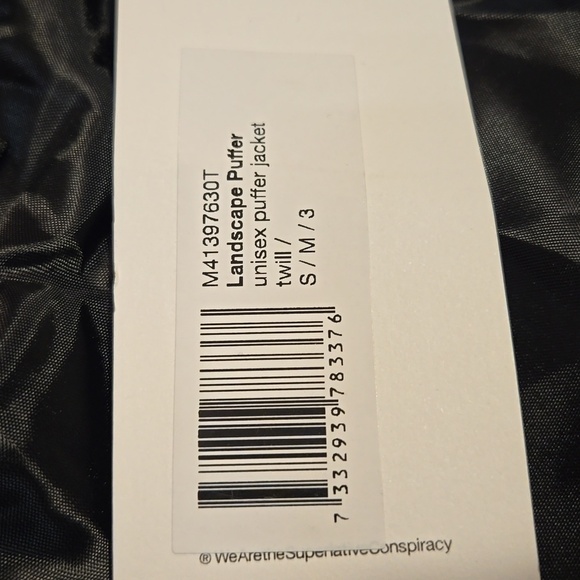 M41397630T
Landscape Puffer
unisex puffer jacket
twill /
S / M / 3
7 332939 783376
® WeAretheSuperlativeConspiracy